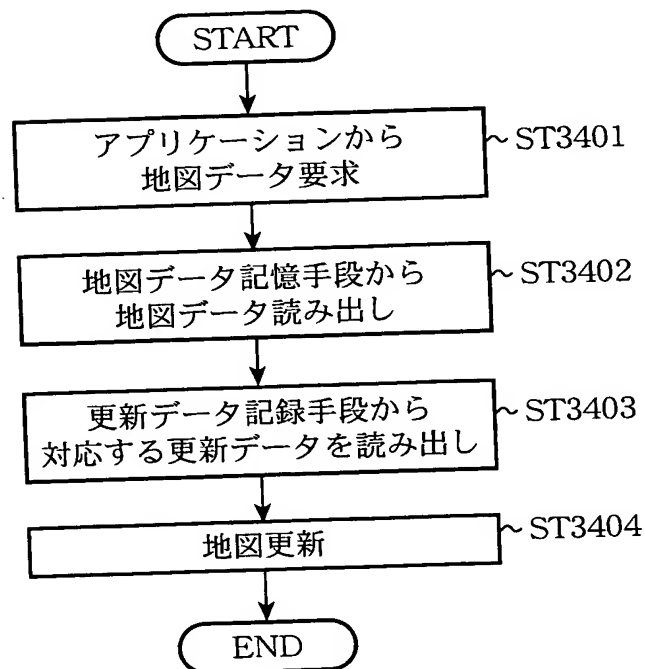 START
アプリケーションから
地図データ要求
~ST3401
地図データ記憶手段から
地図データ読み出し
~ST3402
更新データ記録手段から
対応する更新データを読み出し
~ST3403
地図更新
~ST3404
END